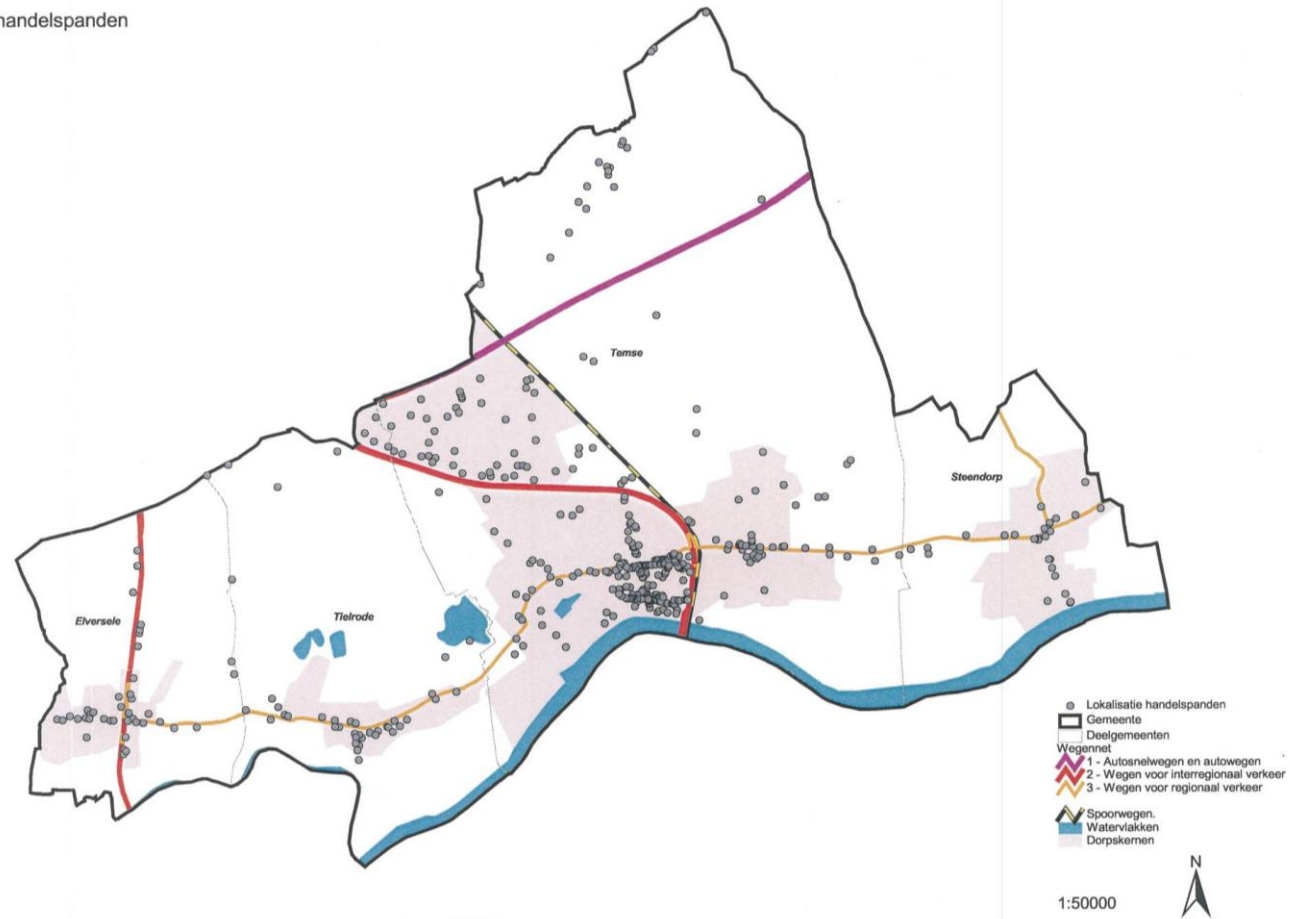 handelspanden
Temse
Steendorp
Elversele
Tielrode
Lokalisatie handelspanden
Gemeente
Deelgemeenten
Wegennet
1 - Autosnelwegen en autowegen
2 - Wegen voor interregionaal verkeer
3 - Wegen voor regionaal verkeer
Spoorwegen.
Watervlakken
Dorpskernen
N
1:50000